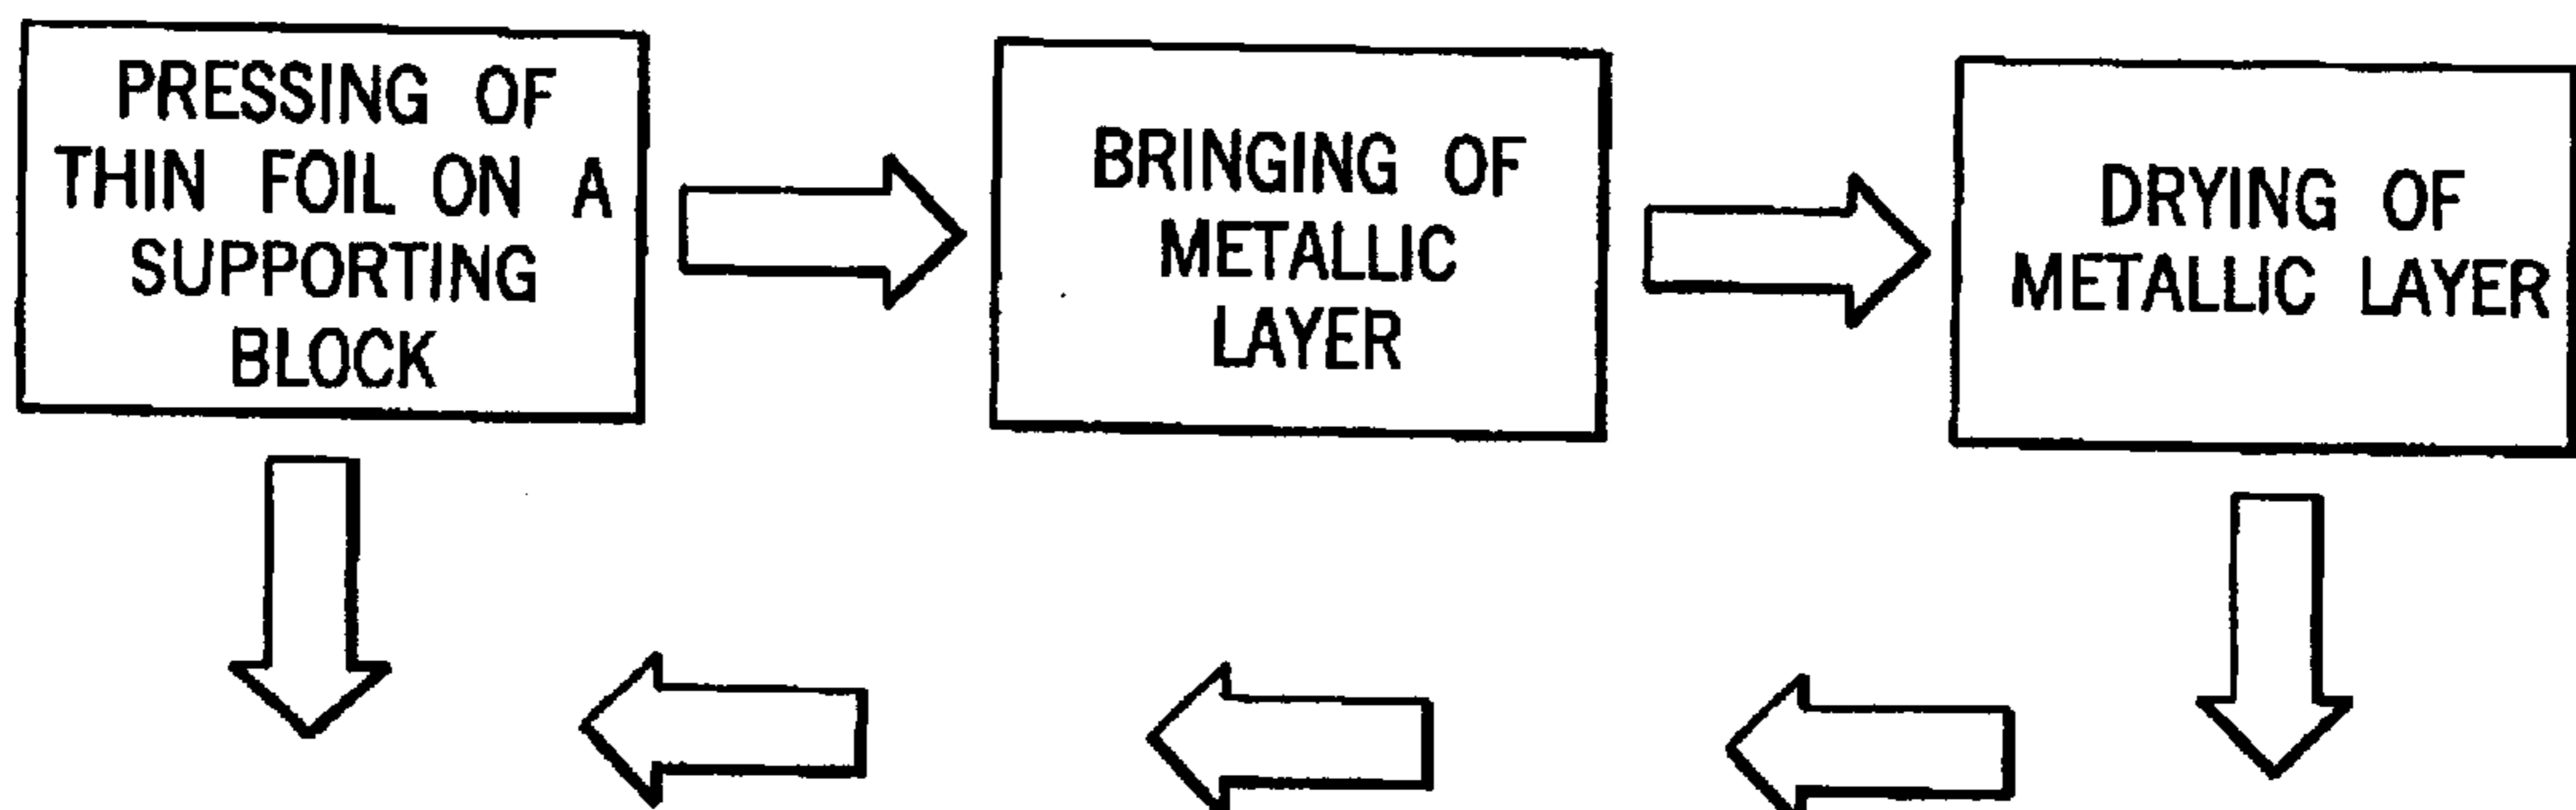 PRESSING OF
THIN FOIL ON A
SUPPORTING
BLOCK
BRINGING OF
METALLIC
LAYER
DRYING OF
METALLIC LAYER